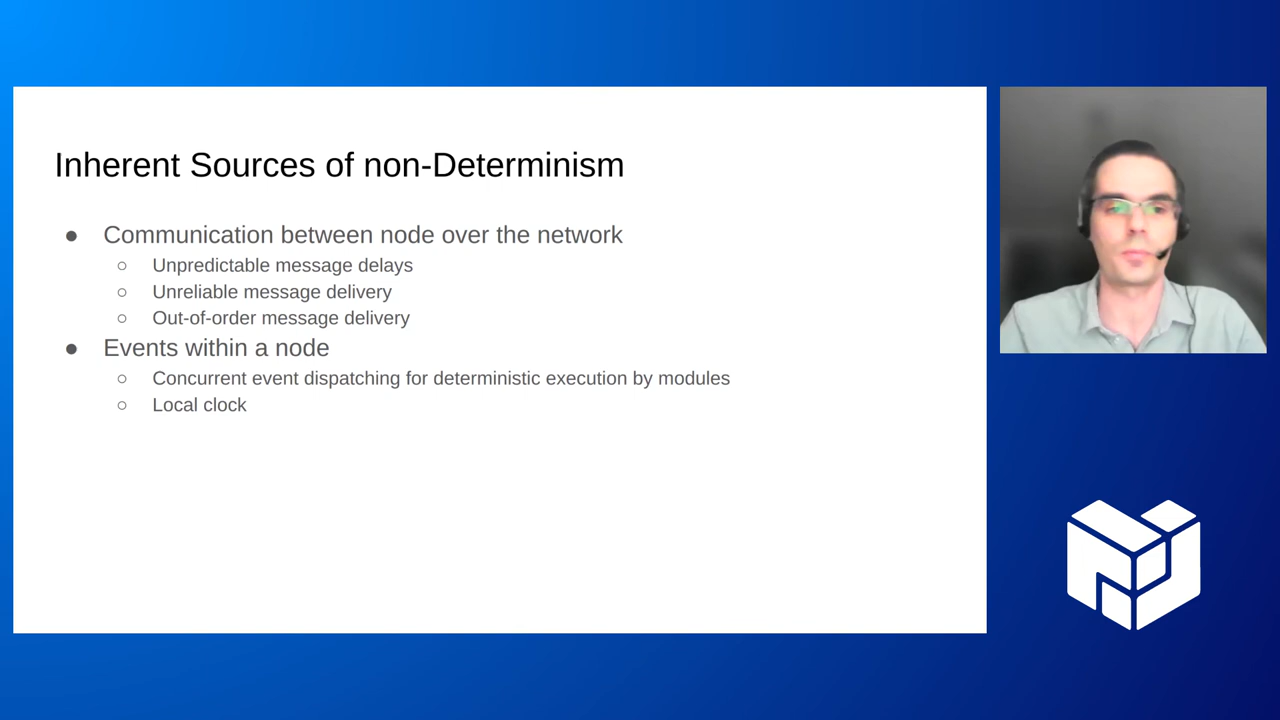 Inherent Sources of non-Determinism
● Communication between node over the network
○ Unpredictable message delays
○ Unreliable message delivery
○ Out-of-order message delivery
● Events within a node
○ Concurrent event dispatching for deterministic execution by modules
○ Local clock